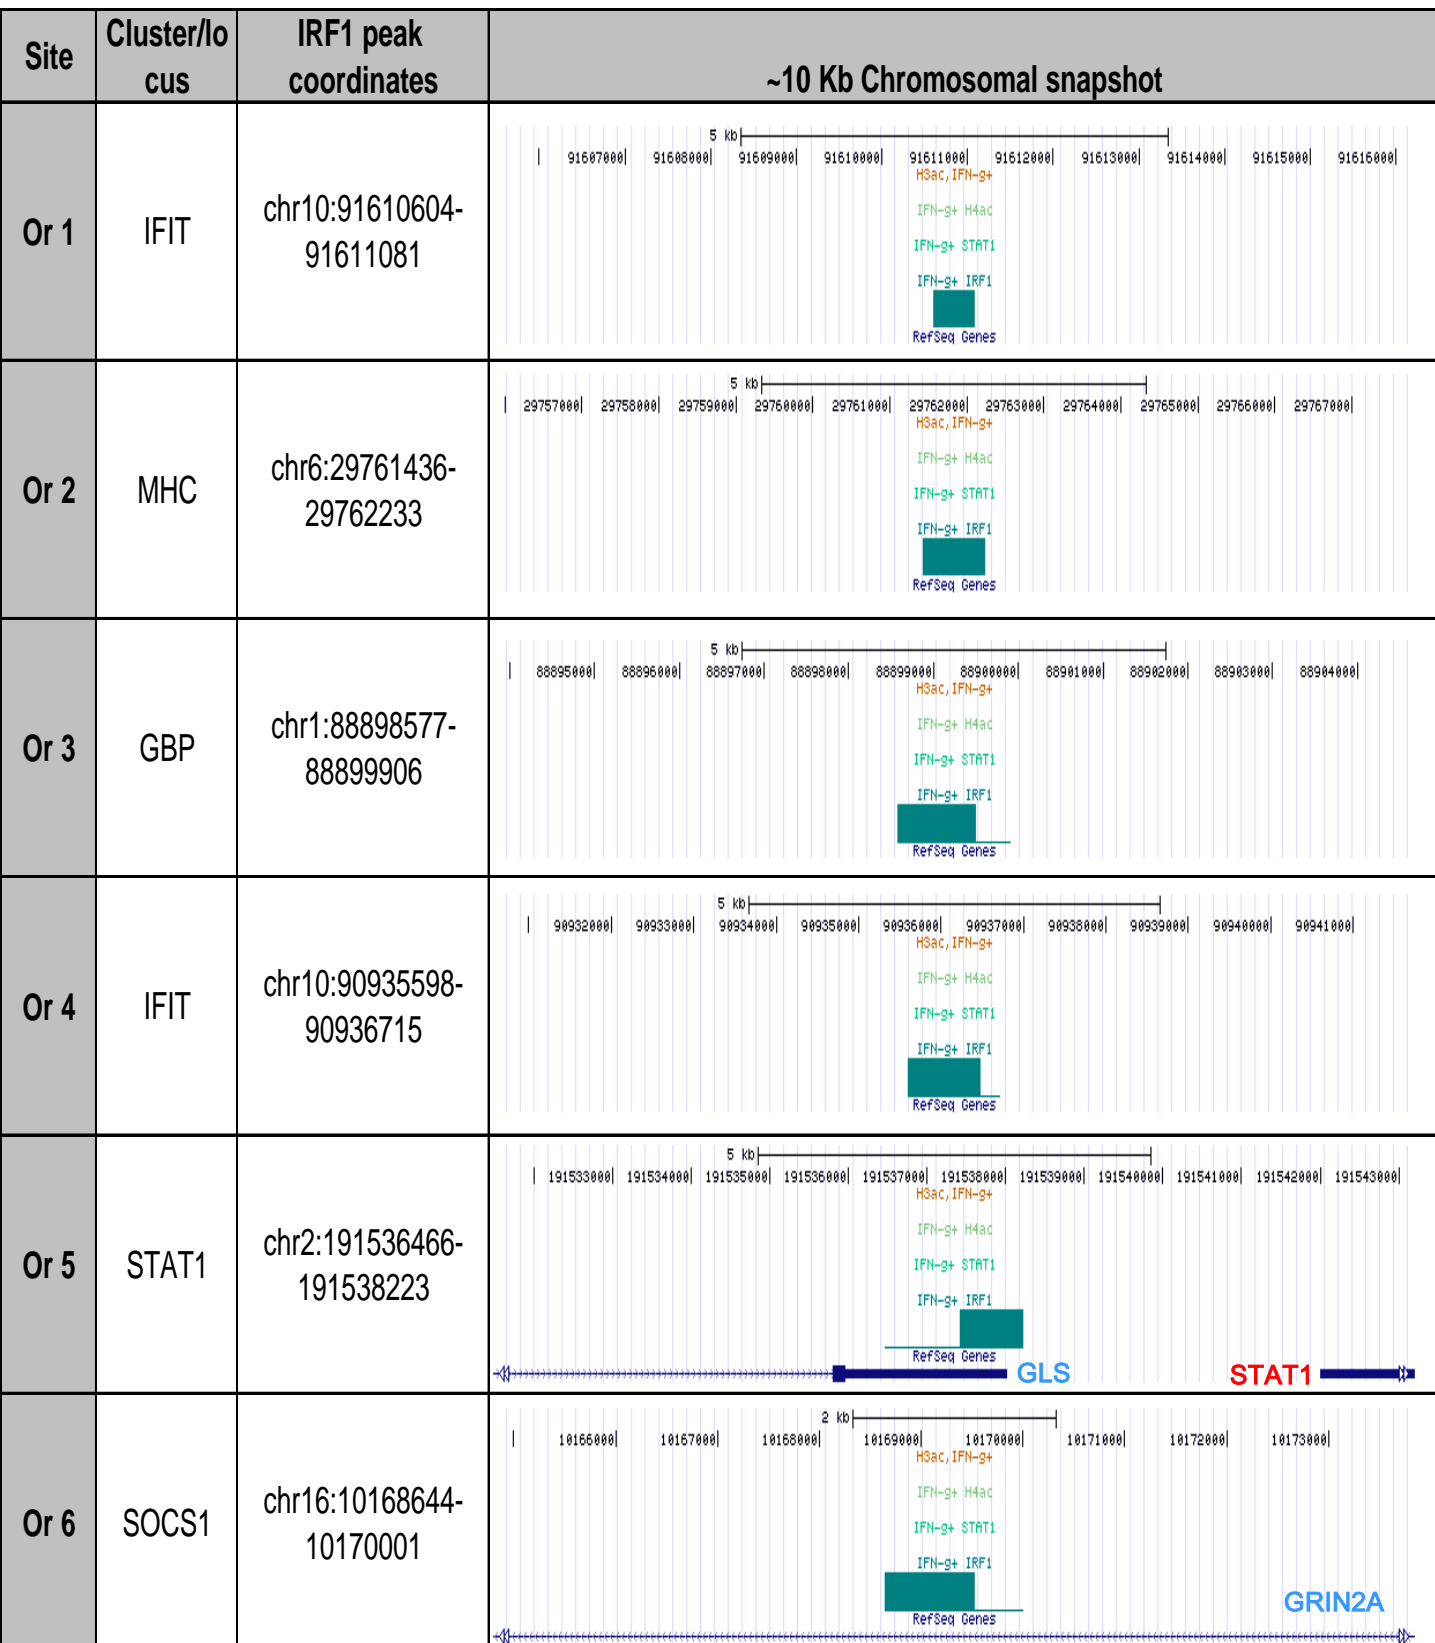 Site
Cluster/lo
cus
IRF1 peak
coordinates
~10 Kb Chromosomal snapshot
Or 1
IFIT
chr10:91610604-
91611081
5 kb
| 91607000| 91608000| 91609000| 91610000| 91611000| 91612000| 91613000| 91614000| 91615000| 91616000|
H3ac,IFN-g+
IFN-g+ H4ac
IFN-g+ STAT1
IFN-g+ IRF1
RefSeq Genes
Or 2
MHC
chr6:29761436-
29762233
5 kb
| 29757000| 29758000| 29759000| 29760000| 29761000| 29762000| 29763000| 29764000| 29765000| 29766000| 29767000|
H3ac,IFN-g+
IFN-g+ H4ac
IFN-g+ STAT1
IFN-g+ IRF1
RefSeq Genes
Or 3
GBP
chr1:88898577-
88899906
5 kb
| 88895000| 88896000| 88897000| 88898000| 88899000| 88900000| 88901000| 88902000| 88903000| 88904000|
H3ac,IFN-g+
IFN-g+ H4ac
IFN-g+ STAT1
IFN-g+ IRF1
RefSeq Genes
Or 4
IFIT
chr10:90935598-
90936715
5 kb
| 90932000| 90933000| 90934000| 90935000| 90936000| 90937000| 90938000| 90939000| 90940000| 90941000|
H3ac,IFN-g+
IFN-g+ H4ac
IFN-g+ STAT1
IFN-g+ IRF1
RefSeq Genes
Or 5
STAT1
chr2:191536466-
191538223
5 kb
| 191533000| 191534000| 191535000| 191536000| 191537000| 191538000| 191539000| 191540000| 191541000| 191542000| 191543000|
H3ac,IFN-g+
IFN-g+ H4ac
IFN-g+ STAT1
IFN-g+ IRF1
RefSeq Genes
GLS STAT1
Or 6
SOCS1
chr16:10168644-
10170001
2 kb
| 10166000| 10167000| 10168000| 10169000| 10170000| 10171000| 10172000| 10173000|
H3ac,IFN-g+
IFN-g+ H4ac
IFN-g+ STAT1
IFN-g+ IRF1
RefSeq Genes
GRIN2A